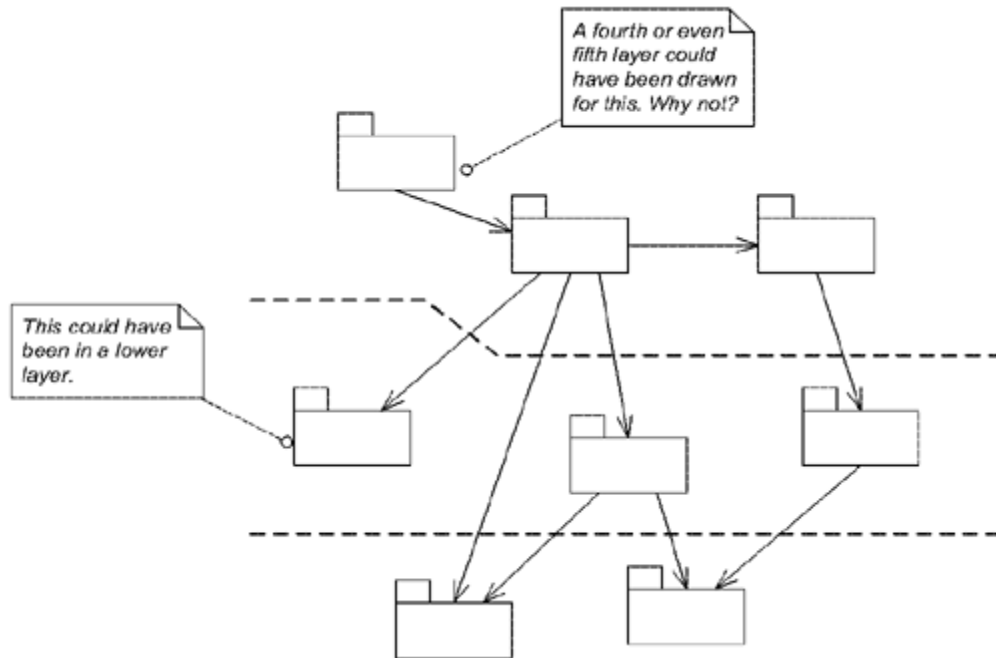 A fourth or even
fifth layer could
have been drawn
for this. Why not?
This could have
been in a lower
layer.